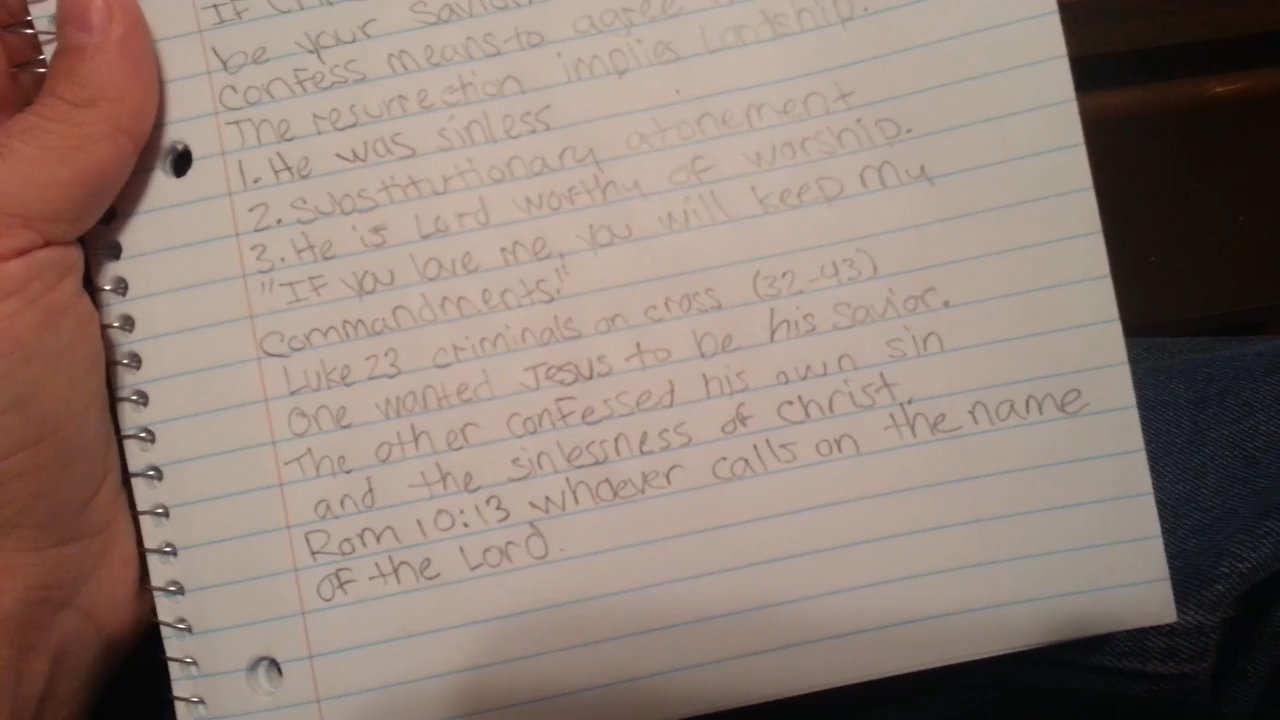 IF
be your Savior
Confess means to agree
The resurrection implies Lordship.
1. He was sinless
2. Substitutionary atonement
3. He is Lord worthy of worship.
"IF you love me, you will keep my
commandments."
Luke 23 criminals on cross (32-43)
One wanted Jesus to be his Savior.
The other confessed his own sin
and the sinlessness of Christ.
Rom 10:13 whoever calls on the name
of the Lord.